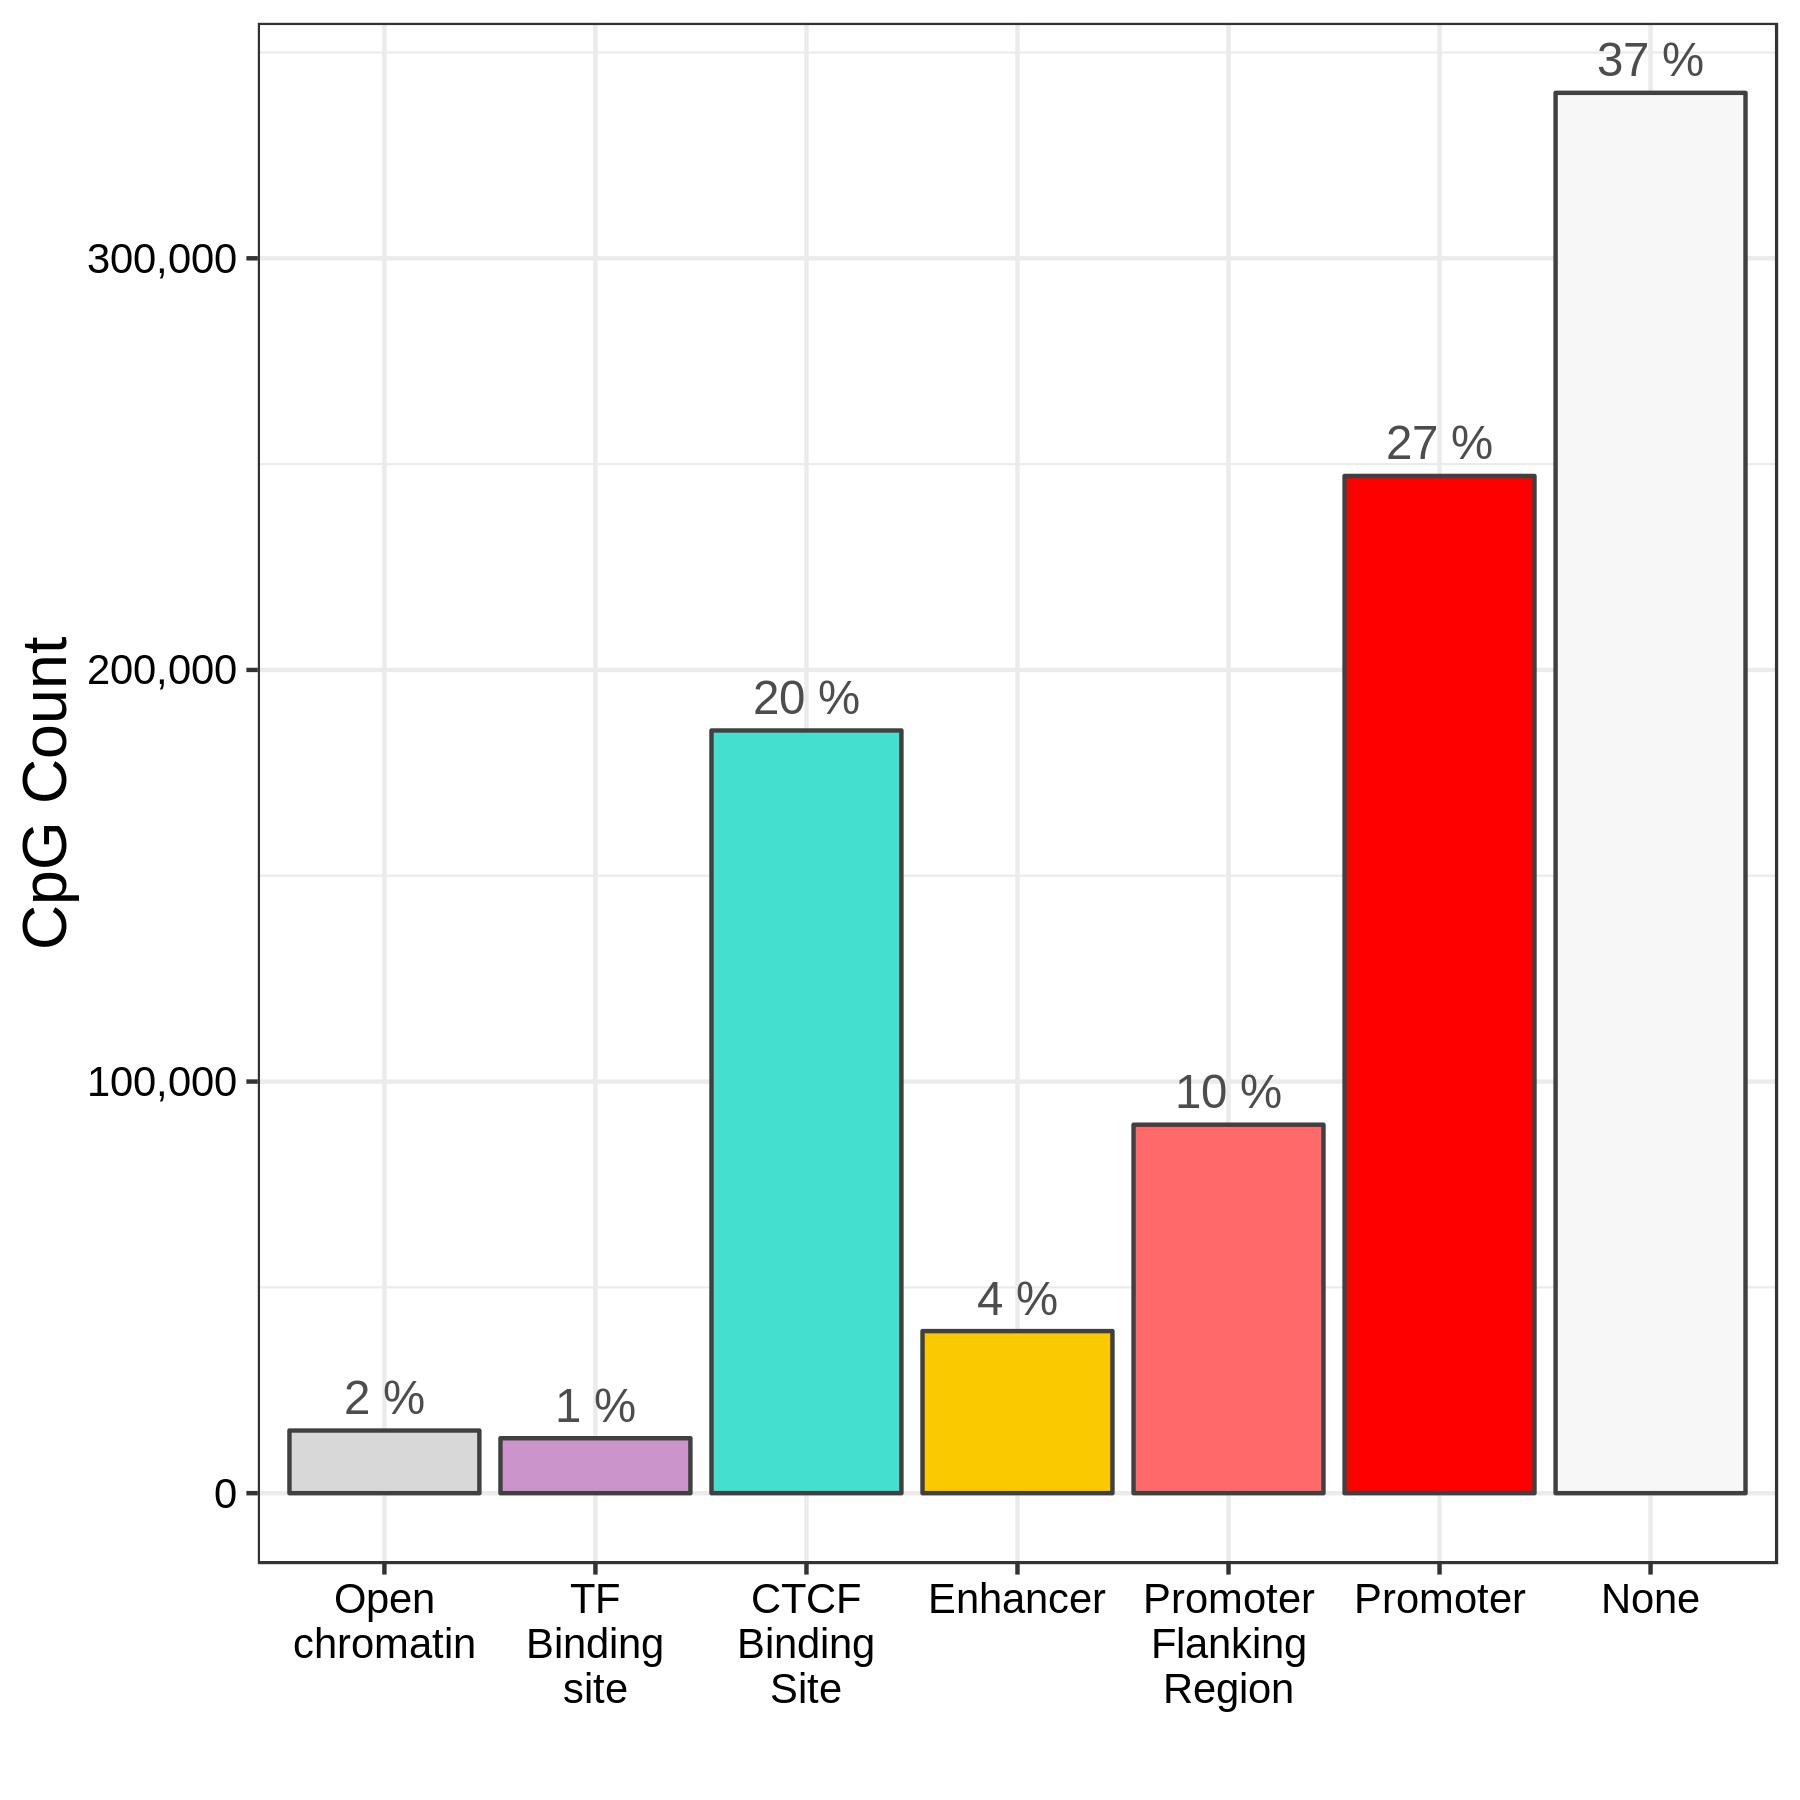 CpG Count
300,000
200,000
100,000
0
2 %
1 %
20 %
4 %
10 %
27 %
37 %
Open
chromatin
TF
Binding
site
CTCF
Binding
Site
Enhancer
Promoter
Flanking
Region
Promoter
None